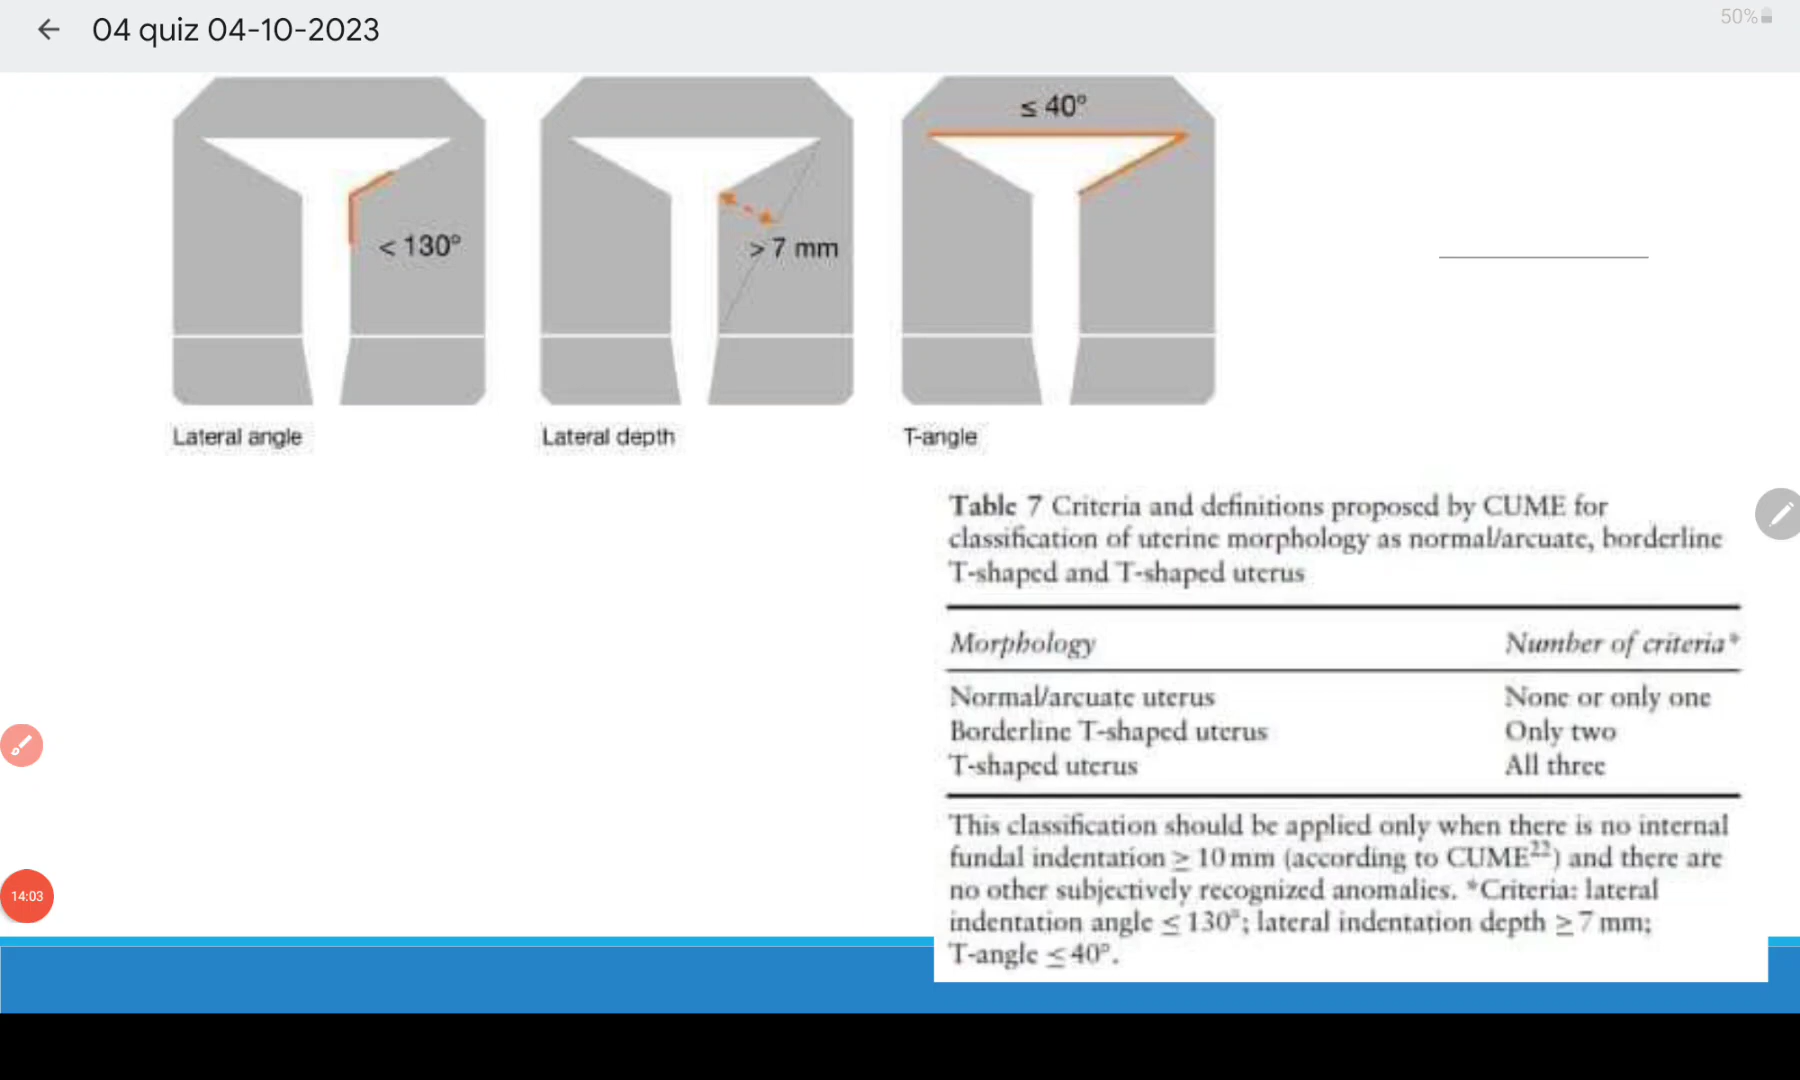 50%
04 quiz 04-10-2023
≤ 40°
< 130°
> 7 mm
Lateral angle
Lateral depth
T-angle
Table 7 Criteria and definitions proposed by CUME for
classification of uterine morphology as normal/arcuate, borderline
T-shaped and T-shaped uterus
Morphology Number of criteria*
Normal/arcuate uterus None or only one
Borderline T-shaped uterus Only two
T-shaped uterus All three
This classification should be applied only when there is no internal
fundal indentation ≥ 10 mm (according to CUME²²) and there are
no other subjectively recognized anomalies. *Criteria: lateral
indentation angle ≤ 130°; lateral indentation depth ≥ 7 mm;
T-angle ≤ 40°.
14:03